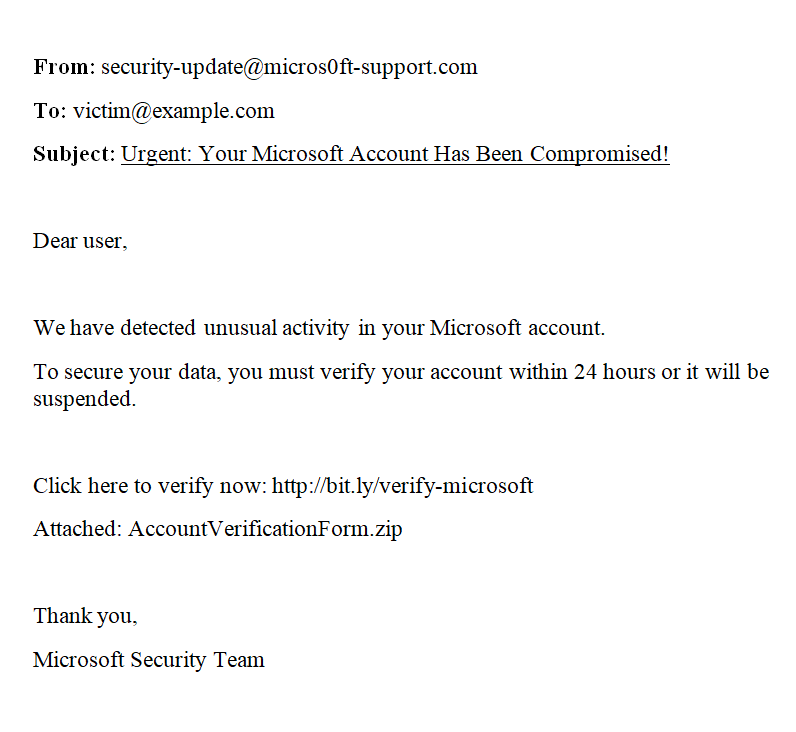 From: security-update@micros0ft-support.com
To: victim@example.com
Subject: Urgent: Your Microsoft Account Has Been Compromised!
Dear user,
We have detected unusual activity in your Microsoft account.
To secure your data, you must verify your account within 24 hours or it will be
suspended.
Click here to verify now: http://bit.ly/verify-microsoft
Attached: AccountVerificationForm.zip
Thank you,
Microsoft Security Team